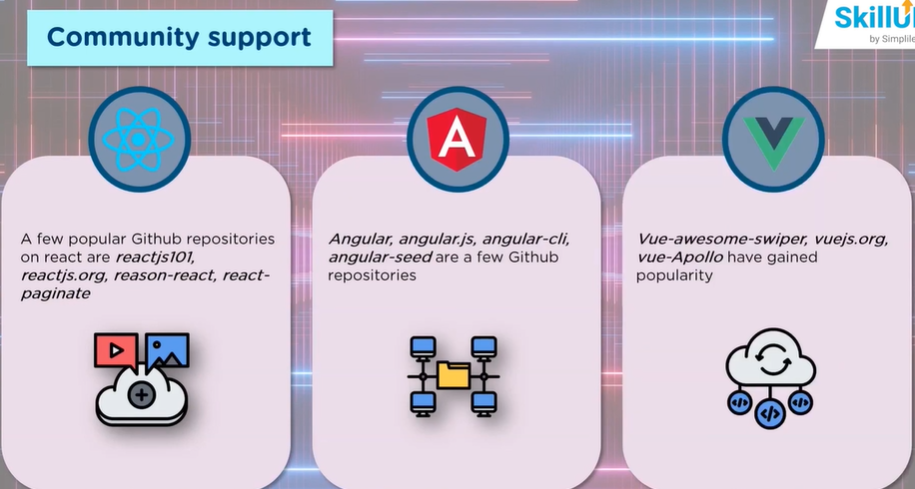 Community support
SkillU
by Simplile
A few popular Github repositories
on react are reactjs101,
reactjs.org, reason-react, react-
paginate
Angular, angular.js, angular-cli,
angular-seed are a few Github
repositories
Vue-awesome-swiper, vuejs.org,
vue-Apollo have gained
popularity